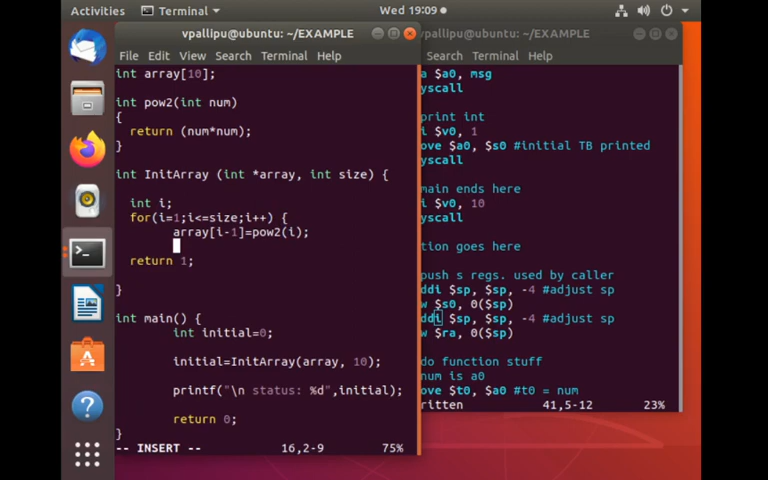 Activities
Terminal
Wed 19:09
vpallipu@ubuntu: ~/EXAMPLE
File Edit View Search Terminal Help
int array[10];
int pow2(int num)
{
return (num*num);
}
int InitArray (int *array, int size) {
int i;
for(i=1;i<=size;i++) {
array[i-1]=pow2(i);
return 1;
}
int main() {
int initial=0;
initial=InitArray(array, 10);
printf("\n status: %d",initial);
return 0;
}
-- INSERT --
16,2-9
75%
vpallipu@ubuntu: ~/EXAMPLE
Search Terminal Help
a $a0, msg
yscall
print int
i $v0, 1
ove $a0, $s0 #initial TB printed
yscall
main ends here
i $v0, 10
yscall
tion goes here
push s regs. used by caller
ddi $sp, $sp, -4 #adjust sp
w $s0, 0($sp)
ddi $sp, $sp, -4 #adjust sp
w $ra, 0($sp)
do function stuff
num is a0
ove $t0, $a0 #t0 = num
ritten
41,5-12
23%